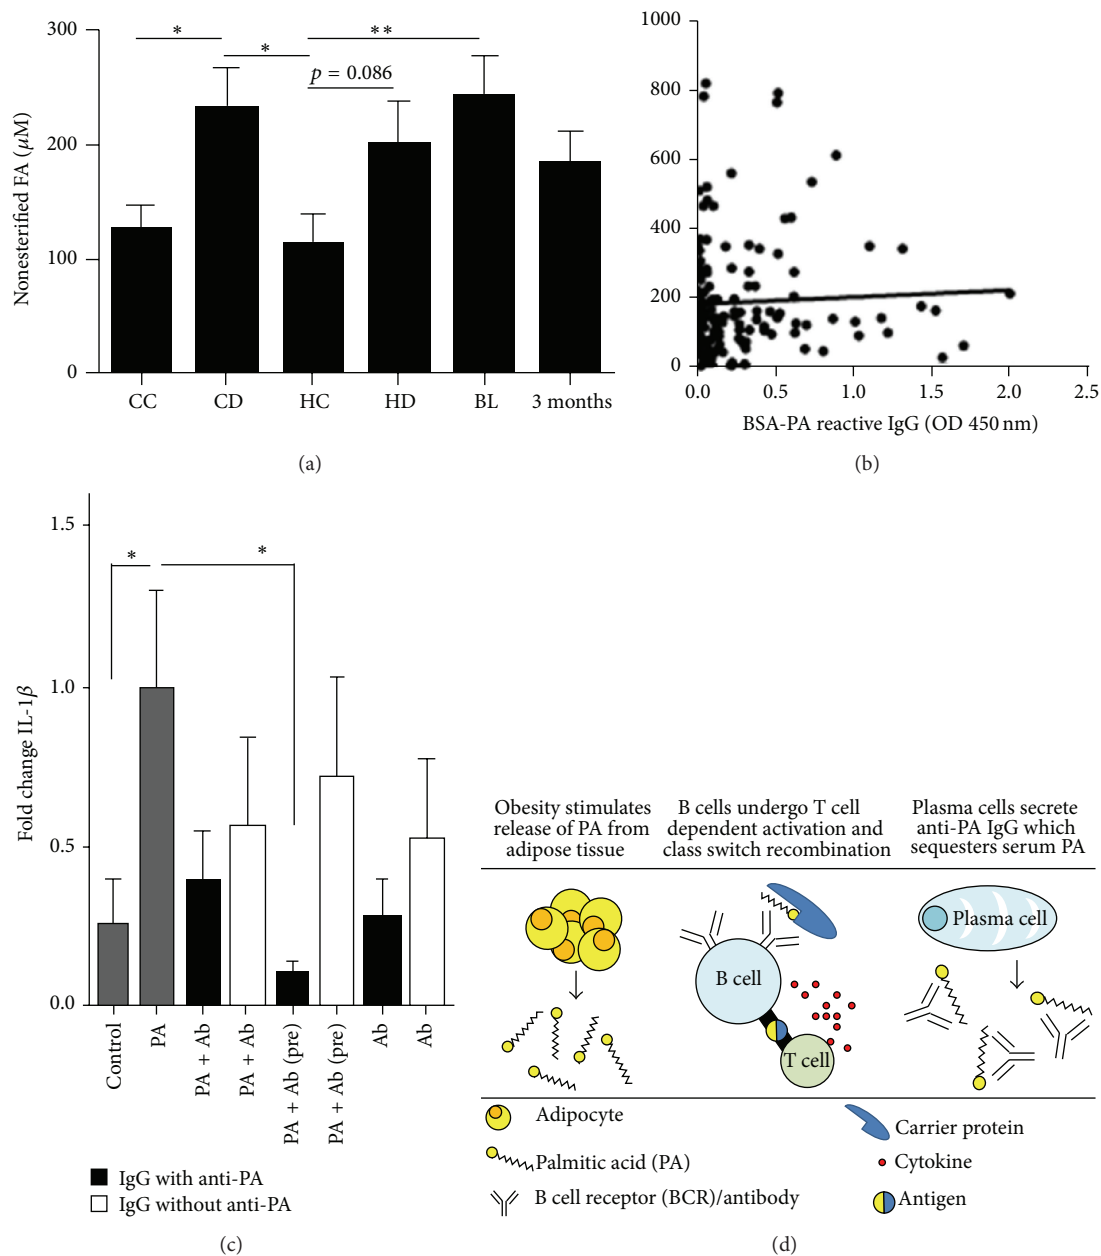 300
200
100
0
Nonesterified FA (μM)
*
*
**
p = 0.086
CC CD HC HD BL 3 months
(a)
1000
800
600
400
200
0
0.0 0.5 1.0 1.5 2.0 2.5
BSA-PA reactive IgG (OD 450 nm)
(b)
1.5
1.0
0.5
0.0
Fold change IL-1β
*
*
Control
PA
PA + Ab
PA + Ab
PA + Ab (pre)
PA + Ab (pre)
Ab
Ab
IgG with anti-PA
IgG without anti-PA
(c)
Obesity stimulates
release of PA from
adipose tissue
B cells undergo T cell
dependent activation and
class switch recombination
Plasma cells secrete
anti-PA IgG which
sequesters serum PA
B cell
T cell
Plasma cell
Adipocyte
Palmitic acid (PA)
B cell receptor (BCR)/antibody
Carrier protein
Cytokine
Antigen
(d)